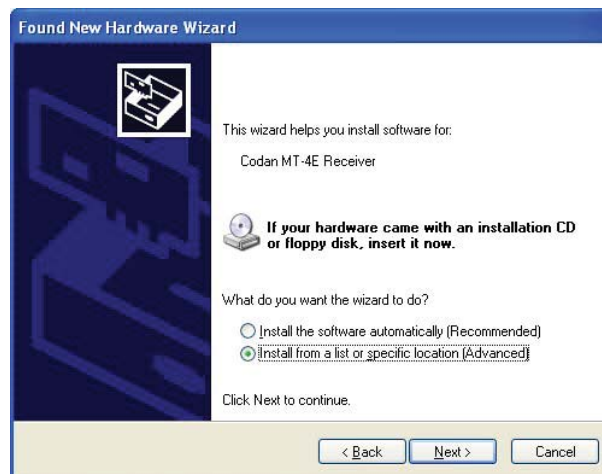 Found New Hardware Wizard
This wizard helps you install software for:
Codan MT-4E Receiver
If your hardware came with an installation CD
or floppy disk, insert it now.
What do you want the wizard to do?
Install the software automatically (Recommended)
Install from a list or specific location (Advanced)
Click Next to continue.
< Back Next > Cancel